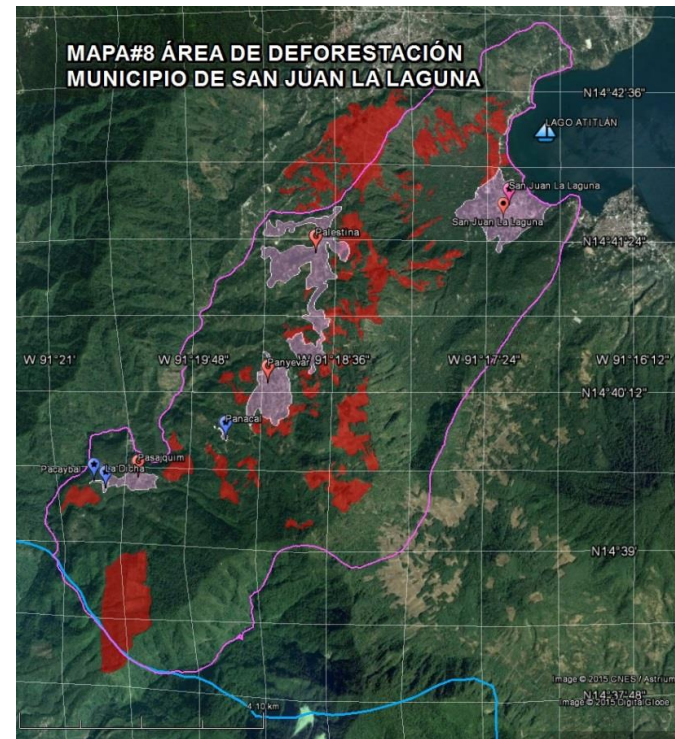 MAPA#8 ÁREA DE DEFORESTACIÓN
MUNICIPIO DE SAN JUAN LA LAGUNA
N14°42'36"
LAGO ATITLÁN
San Juan La Laguna
San Juan La Laguna
Palestina
N14°41'24"
W 91°21'
W 91°19'48"
Panyevar
W 91°18'36"
W 91°17'24"
W 91°16'12"
N14°40'12"
Panacal
Pasajquim
Pacaybal
La Dicha
N14°39'
Image © 2015 CNES / Astrium
N14°37'48"
Image © 2015 DigitalGlobe
4.10 km